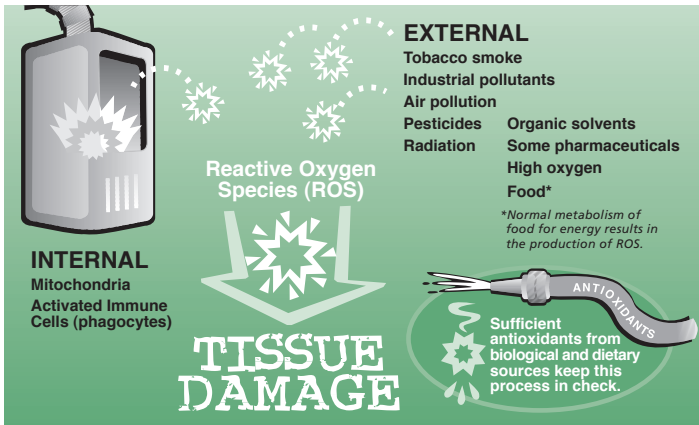 EXTERNAL
Tobacco smoke
Industrial pollutants
Air pollution
Pesticides
Radiation
Organic solvents
Some pharmaceuticals
High oxygen
Food*
*Normal metabolism of
food for energy results in
the production of ROS.
Reactive Oxygen
Species (ROS)
INTERNAL
Mitochondria
Activated Immune
Cells (phagocytes)
TISSUE
DAMAGE
ANTIOXIDANTS
Sufficient
antioxidants from
biological and dietary
sources keep this
process in check.